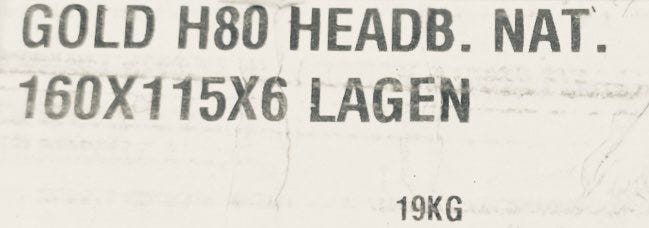 GOLD H80 HEADB. NAT.
160X115X6 LAGEN
19KG